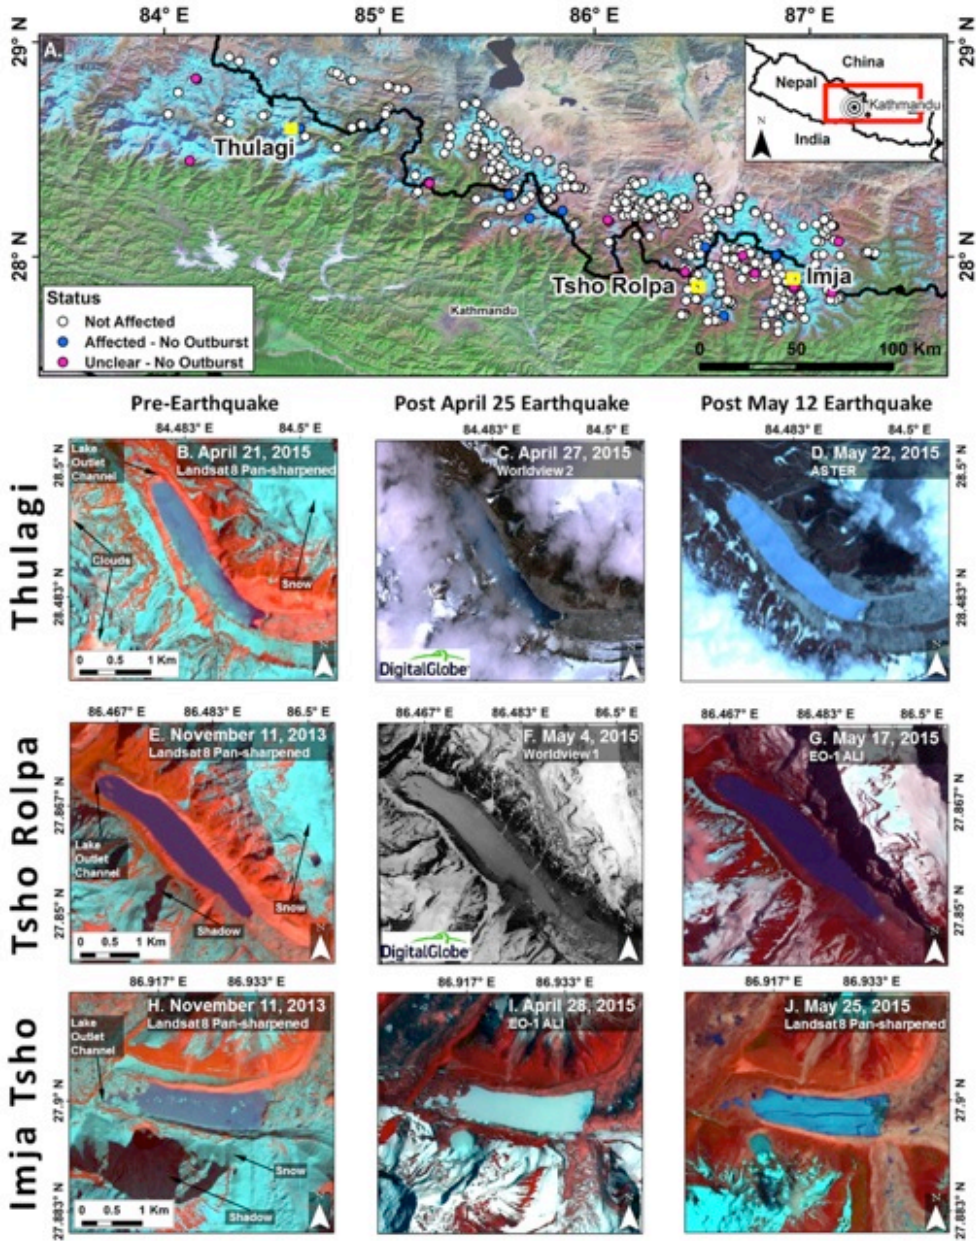 84° E 85° E 86° E 87° E
29° N
28° N
29° N
28° N
A.
China
Nepal
Kathmandu
India
N
Thulagi
Tsho Rolpa
Imja
Kathmandu
Status
Not Affected
Affected - No Outburst
Unclear - No Outburst
0 50 100 Km
Pre-Earthquake Post April 25 Earthquake Post May 12 Earthquake
Thulagi
84.483° E 84.5° E
28.5° N
28.483° N
B. April 21, 2015
Landsat 8 Pan-sharpened
Lake
Outlet
Channel
Clouds
Snow
0 0.5 1 Km
N
84.483° E 84.5° E
C. April 27, 2015
Worldview 2
DigitalGlobe
N
84.483° E 84.5° E
D. May 22, 2015
ASTER
28.5° N
28.483° N
N
Tsho Rolpa
86.467° E 86.483° E 86.5° E
27.867° N
27.85° N
E. November 11, 2013
Landsat 8 Pan-sharpened
Lake
Outlet
Channel
Snow
Shadow
0 0.5 1 Km
N
86.467° E 86.483° E 86.5° E
F. May 4, 2015
Worldview 1
DigitalGlobe
N
86.467° E 86.483° E 86.5° E
G. May 17, 2015
EO-1 ALI
27.867° N
27.85° N
N
Imja Tsho
86.917° E 86.933° E
27.9° N
27.883° N
H. November 11, 2013
Landsat 8 Pan-sharpened
Lake
Outlet
Channel
Snow
Shadow
0 0.5 1 Km
N
86.917° E 86.933° E
I. April 28, 2015
EO-1 ALI
N
86.917° E 86.933° E
J. May 25, 2015
Landsat 8 Pan-sharpened
27.9° N
27.883° N
N